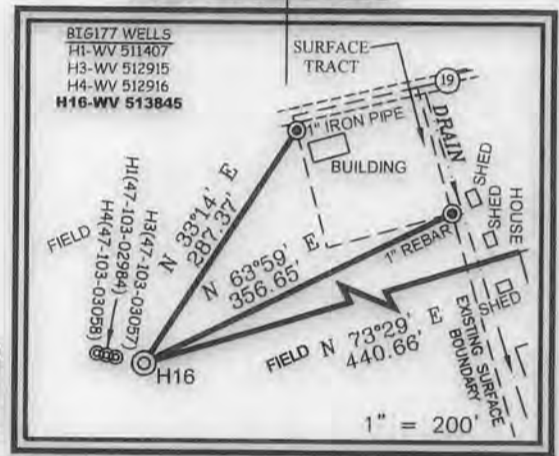 BIG177 WELLS
H1-WV 511407
H3-WV 512915
H4-WV 512916
H16-WV 513845
SURFACE
TRACT
19
1" IRON PIPE
BUILDING
DRAIN
SHED
SHED
HOUSE
N 33°14' E
287.37'
N 63°59' E
356.65'
1" REBAR
FIELD
H4(47-103-03058)
H1(47-103-02984)
H3(47-103-03057)
H16
FIELD N 73°29' E
440.66'
SHED
EXISTING SURFACE
BOUNDARY
1" = 200'